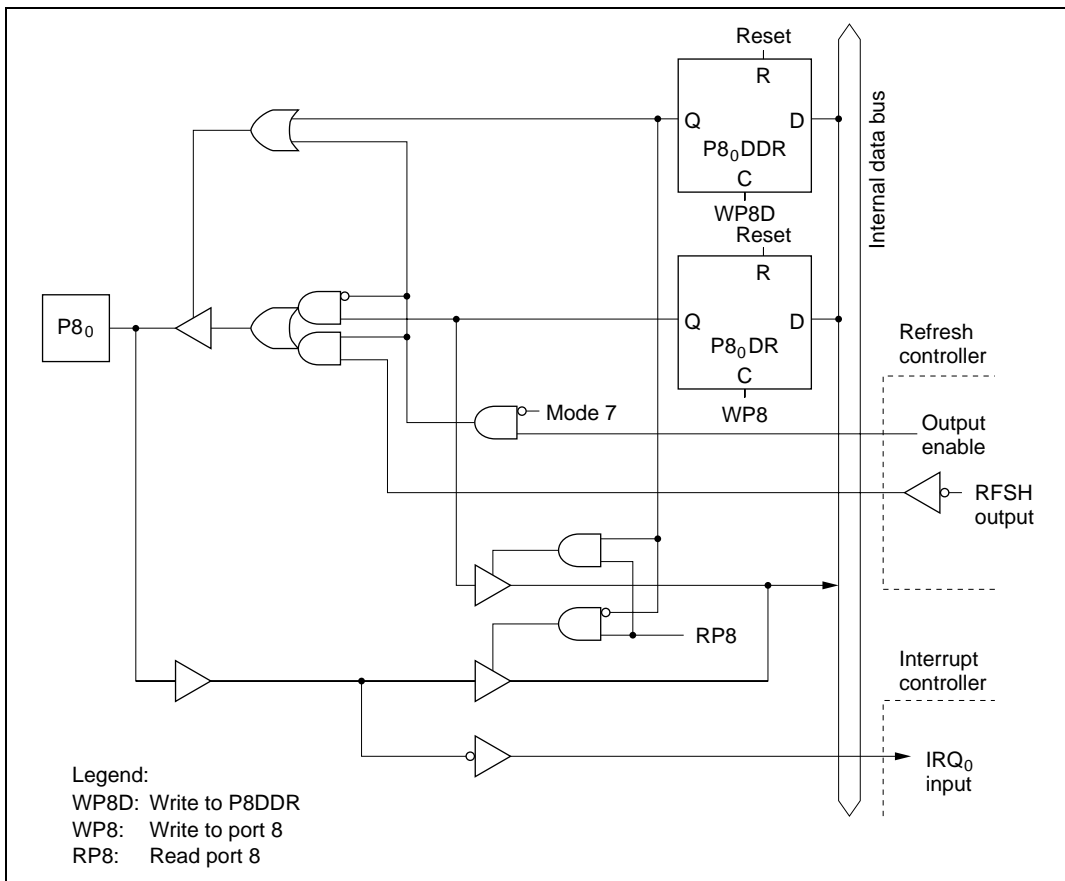 Reset
R
Q
D
P8₀DDR
C
WP8D
Internal data bus
Reset
R
P8₀
Q
D
P8₀DR
C
WP8
Refresh
controller
Mode 7
Output
enable
RFSH
output
RP8
Interrupt
controller
IRQ₀
input
Legend:
WP8D: Write to P8DDR
WP8: Write to port 8
RP8: Read port 8